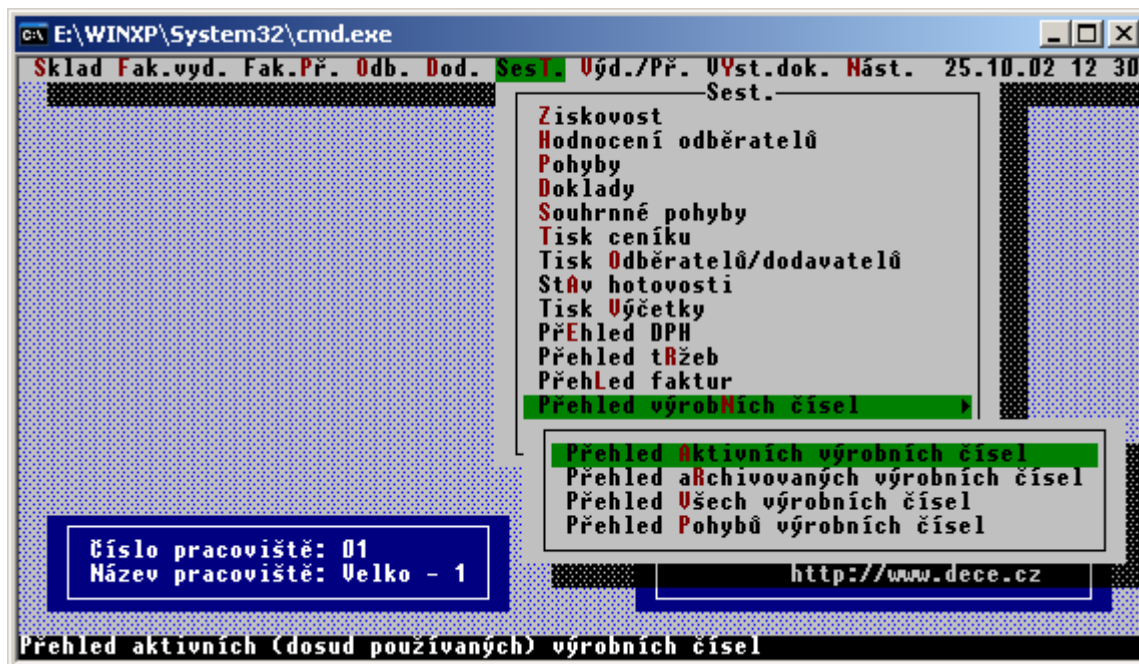 E:\WINXP\System32\cmd.exe
Sklad Fak.vyd. Fak.Př. Odb. Dod. SesT. Výd./Př. VYst.dok. Nást. 25.10.02 12 30
Sest.
Ziskovost
Hodnocení odběratelů
Pohyby
Doklady
Souhrnné pohyby
Tisk ceníku
Tisk Odběratelů/dodavatelů
StAv hotovosti
Tisk Výčetky
PřEhled DPH
Přehled tRžeb
PřehLed faktur
Přehled výrobNích čísel
Přehled Aktivních výrobních čísel
Přehled aRchivovaných výrobních čísel
Přehled Všech výrobních čísel
Přehled Pohybů výrobních čísel
Číslo pracoviště: 01
Název pracoviště: Velko - 1
http://www.dece.cz
Přehled aktivních (dosud používaných) výrobních čísel